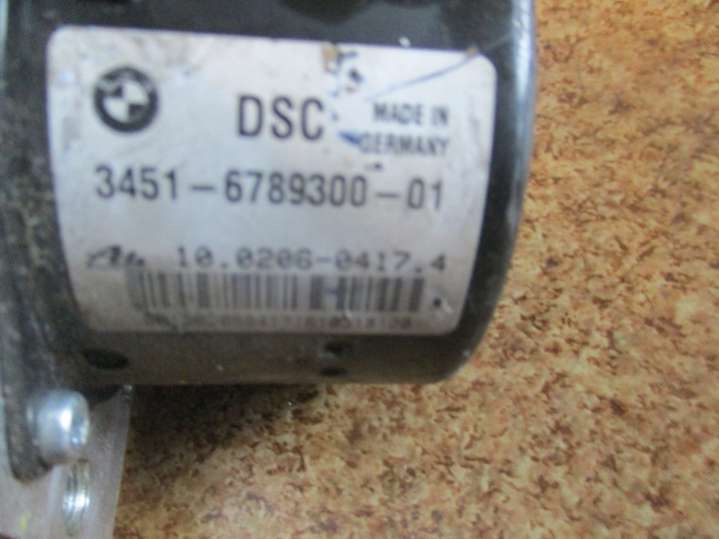 DSC
MADE IN
GERMANY
3451-6789300-01
10.0206-0417.4